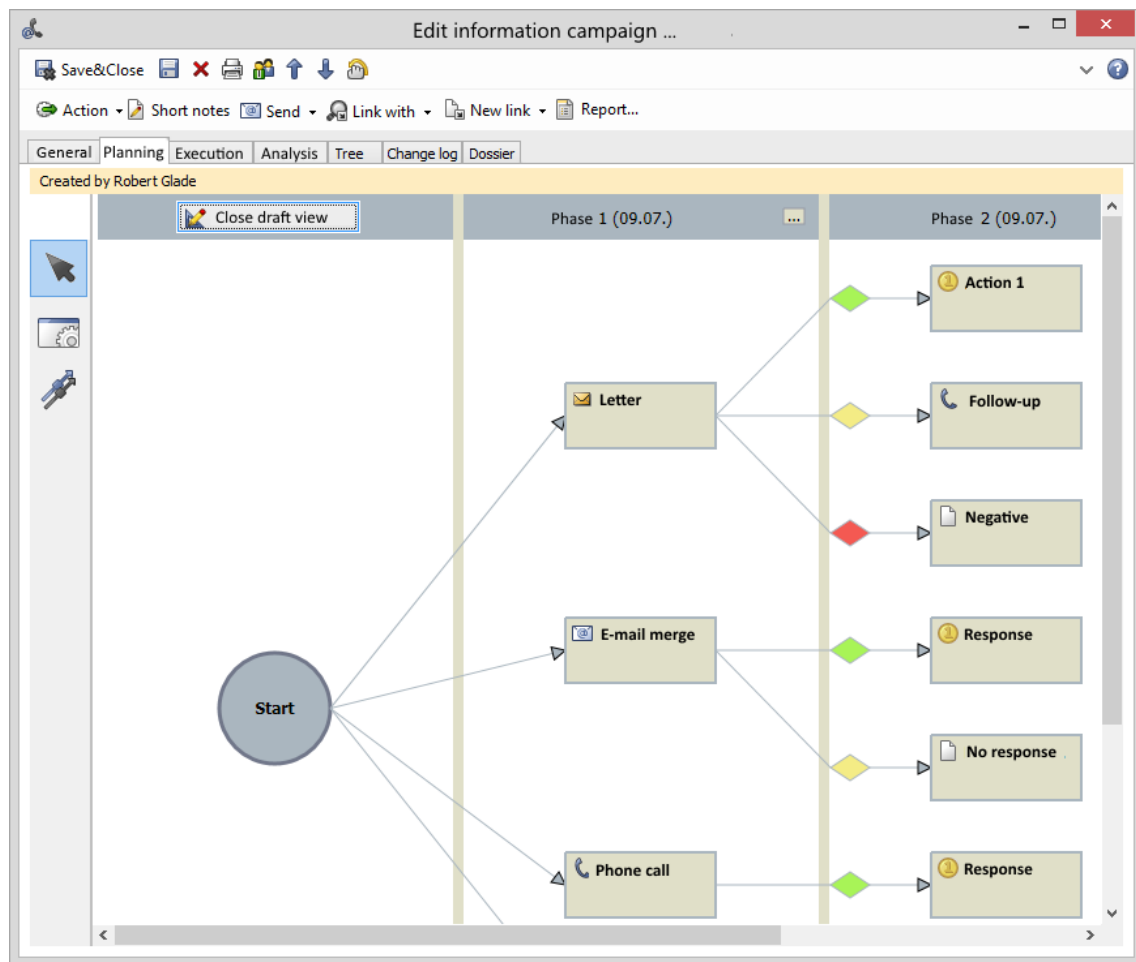 Edit information campaign ...
Save&Close
Action Short notes Send Link with New link Report...
General Planning Execution Analysis Tree Change log Dossier
Created by Robert Glade
Close draft view Phase 1 (09.07.) ... Phase 2 (09.07.)
Action 1
Letter Follow-up
Negative
E-mail merge Response
Start
No response
Phone call Response